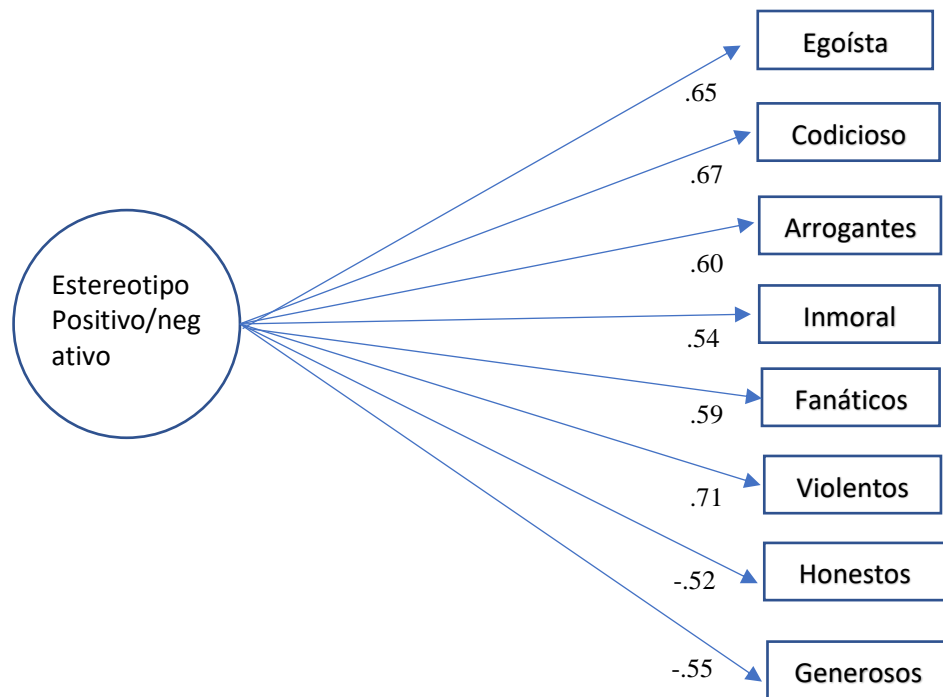 Egoísta
.65
Codicioso
.67
Arrogantes
.60
Estereotipo
Positivo/neg
ativo
Inmoral
.54
Fanáticos
.59
Violentos
.71
Honestos
-.52
Generosos
-.55